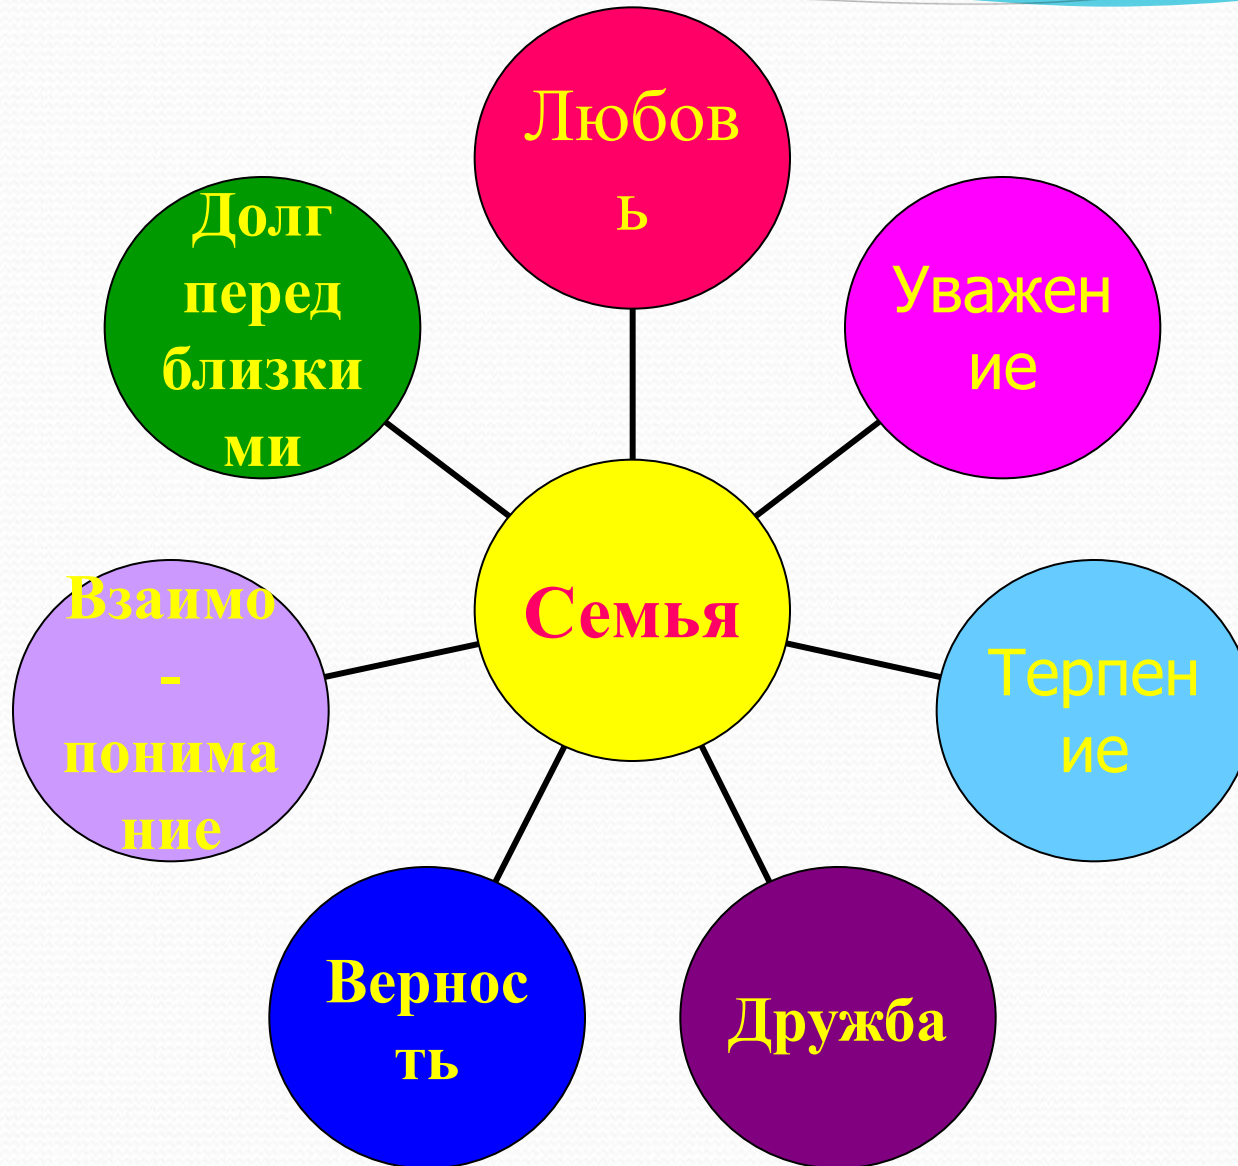 Любов
ь
Уважен
ие
Терпен
ие
Дружба
Вернос
ть
Взаимо
-
понима
ние
Долг
перед
близки
ми
Семья